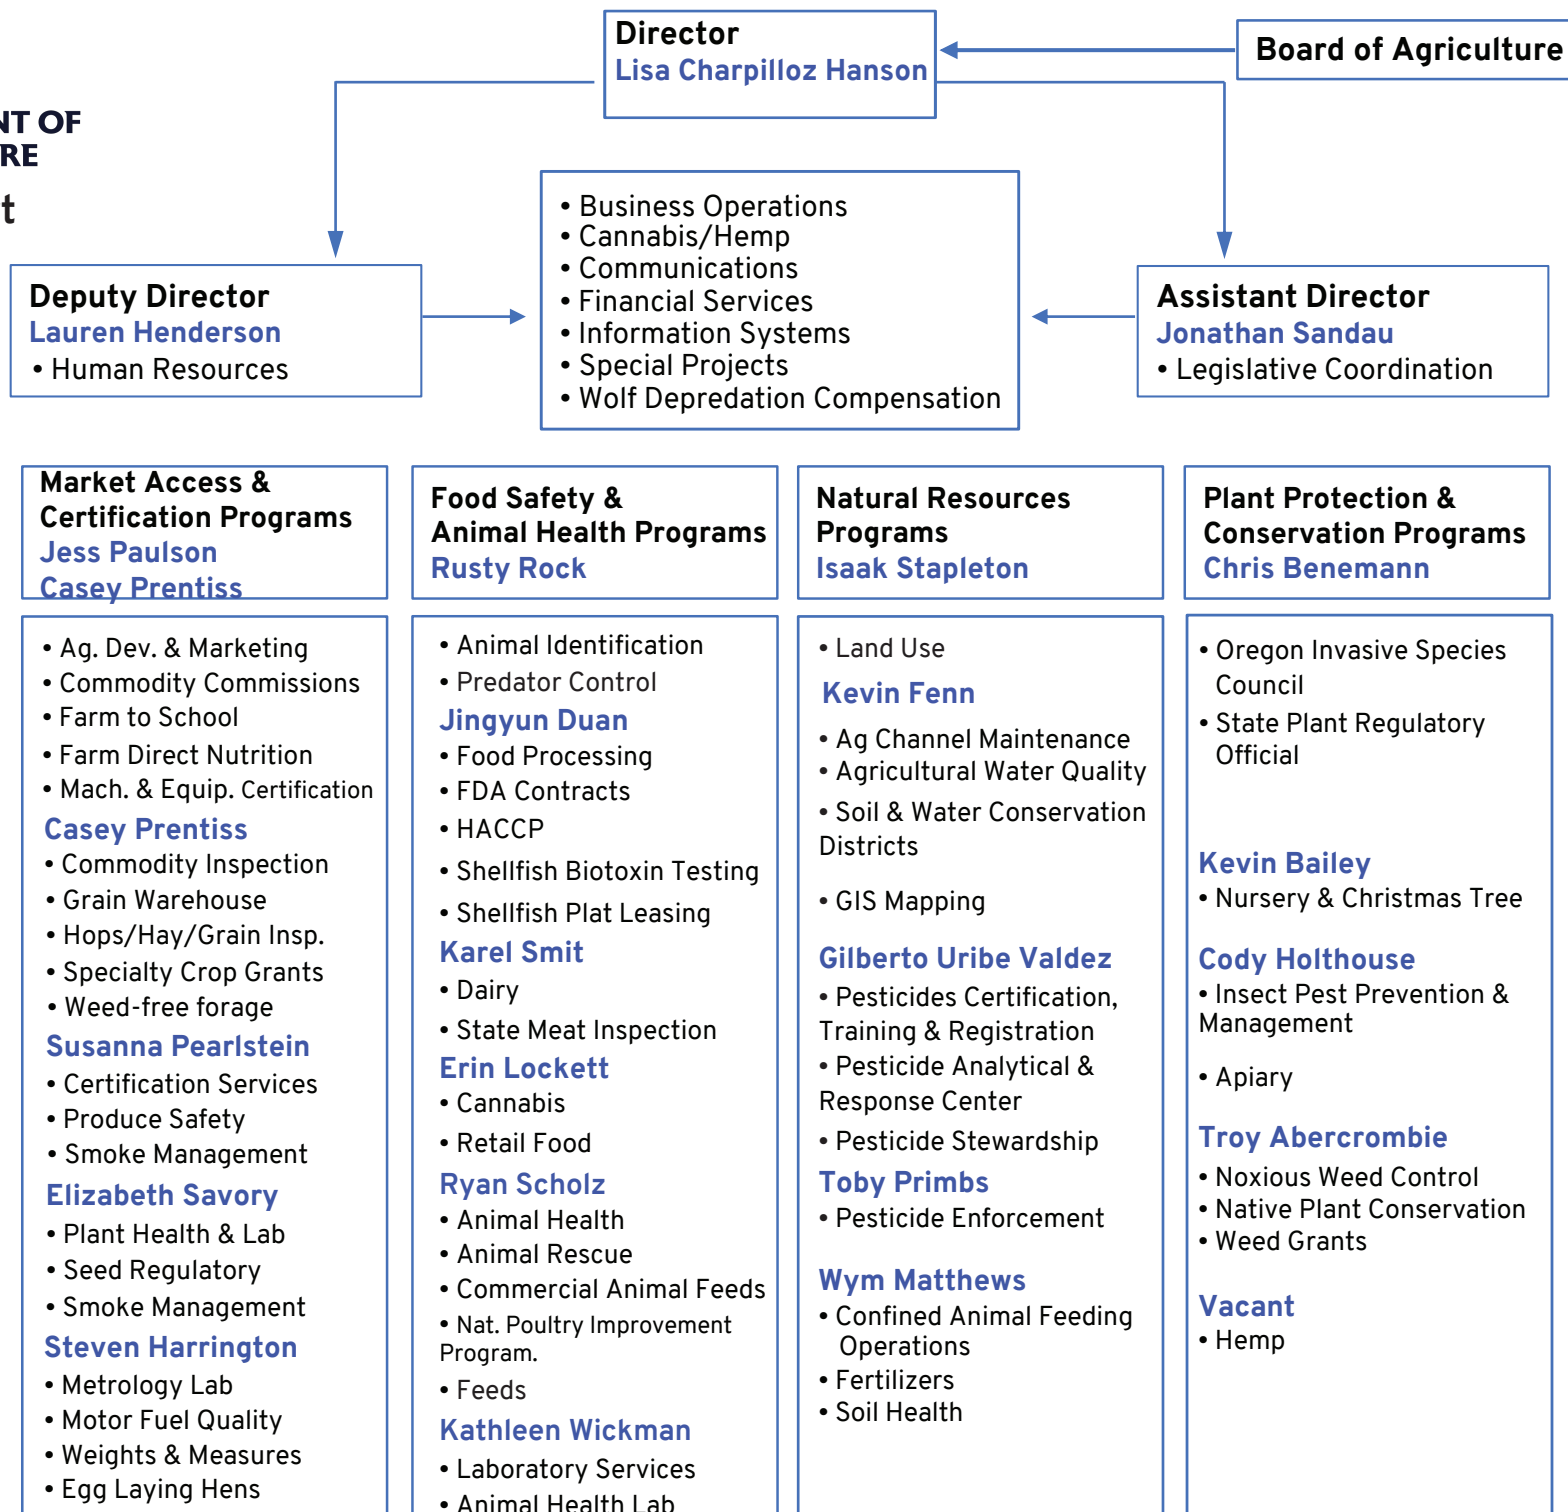 Director
Lisa Charpilloz Hanson
Board of Agriculture
NT OF
RE
t
• Business Operations
• Cannabis/Hemp
• Communications
• Financial Services
• Information Systems
• Special Projects
• Wolf Depredation Compensation
Deputy Director
Lauren Henderson
• Human Resources
Assistant Director
Jonathan Sandau
• Legislative Coordination
Market Access &
Certification Programs
Jess Paulson
Casey Prentiss
• Ag. Dev. & Marketing
• Commodity Commissions
• Farm to School
• Farm Direct Nutrition
• Mach. & Equip. Certification
Casey Prentiss
• Commodity Inspection
• Grain Warehouse
• Hops/Hay/Grain Insp.
• Specialty Crop Grants
• Weed-free forage
Susanna Pearlstein
• Certification Services
• Produce Safety
• Smoke Management
Elizabeth Savory
• Plant Health & Lab
• Seed Regulatory
• Smoke Management
Steven Harrington
• Metrology Lab
• Motor Fuel Quality
• Weights & Measures
• Egg Laying Hens
Food Safety &
Animal Health Programs
Rusty Rock
• Animal Identification
• Predator Control
Jingyun Duan
• Food Processing
• FDA Contracts
• HACCP
• Shellfish Biotoxin Testing
• Shellfish Plat Leasing
Karel Smit
• Dairy
• State Meat Inspection
Erin Lockett
• Cannabis
• Retail Food
Ryan Scholz
• Animal Health
• Animal Rescue
• Commercial Animal Feeds
• Nat. Poultry Improvement
Program.
• Feeds
Kathleen Wickman
• Laboratory Services
• Animal Health Lab
Natural Resources
Programs
Isaak Stapleton
• Land Use
Kevin Fenn
• Ag Channel Maintenance
• Agricultural Water Quality
• Soil & Water Conservation
Districts
• GIS Mapping
Gilberto Uribe Valdez
• Pesticides Certification,
Training & Registration
• Pesticide Analytical &
Response Center
• Pesticide Stewardship
Toby Primbs
• Pesticide Enforcement
Wym Matthews
• Confined Animal Feeding
Operations
• Fertilizers
• Soil Health
Plant Protection &
Conservation Programs
Chris Benemann
• Oregon Invasive Species
Council
• State Plant Regulatory
Official
Kevin Bailey
• Nursery & Christmas Tree
Cody Holthouse
• Insect Pest Prevention &
Management
• Apiary
Troy Abercrombie
• Noxious Weed Control
• Native Plant Conservation
• Weed Grants
Vacant
• Hemp